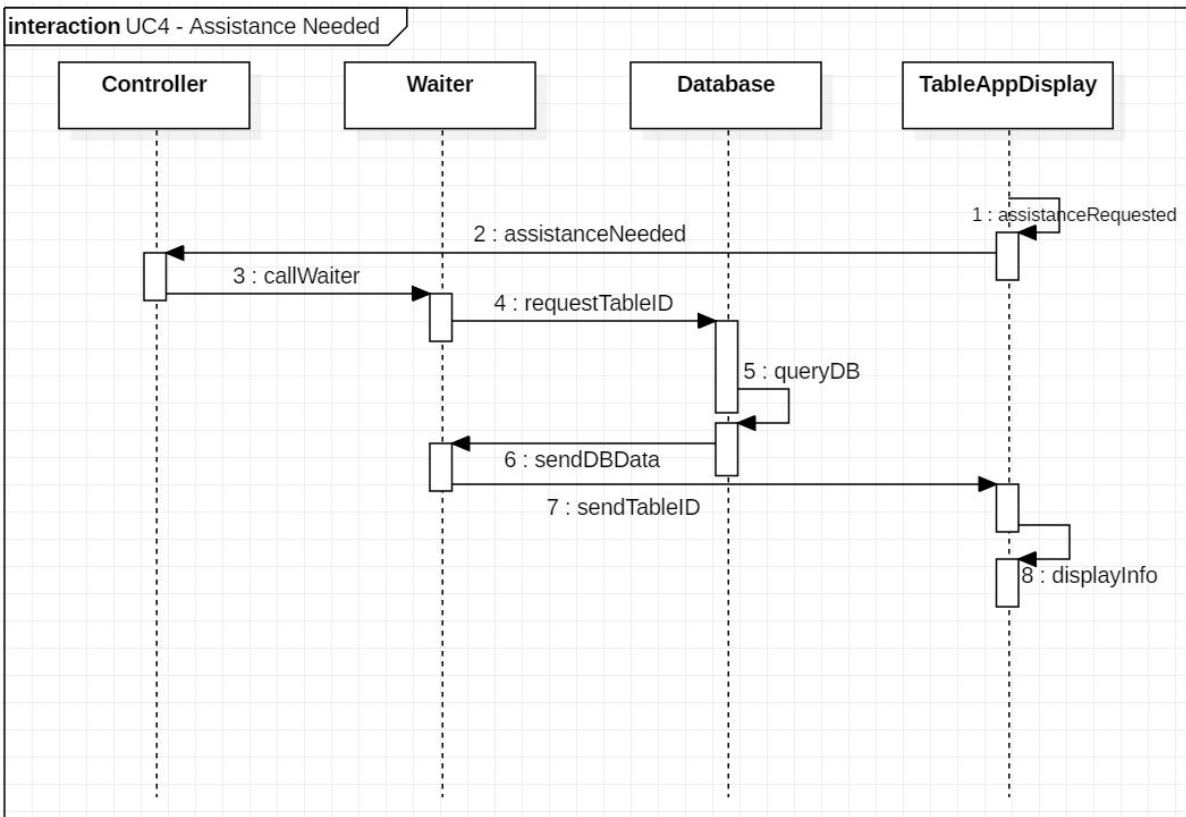 interaction UC4 - Assistance Needed
Controller
Waiter
Database
TableAppDisplay
1 : assistanceRequested
2 : assistanceNeeded
3 : callWaiter
4 : requestTableID
5 : queryDB
6 : sendDBData
7 : sendTableID
8 : displayInfo